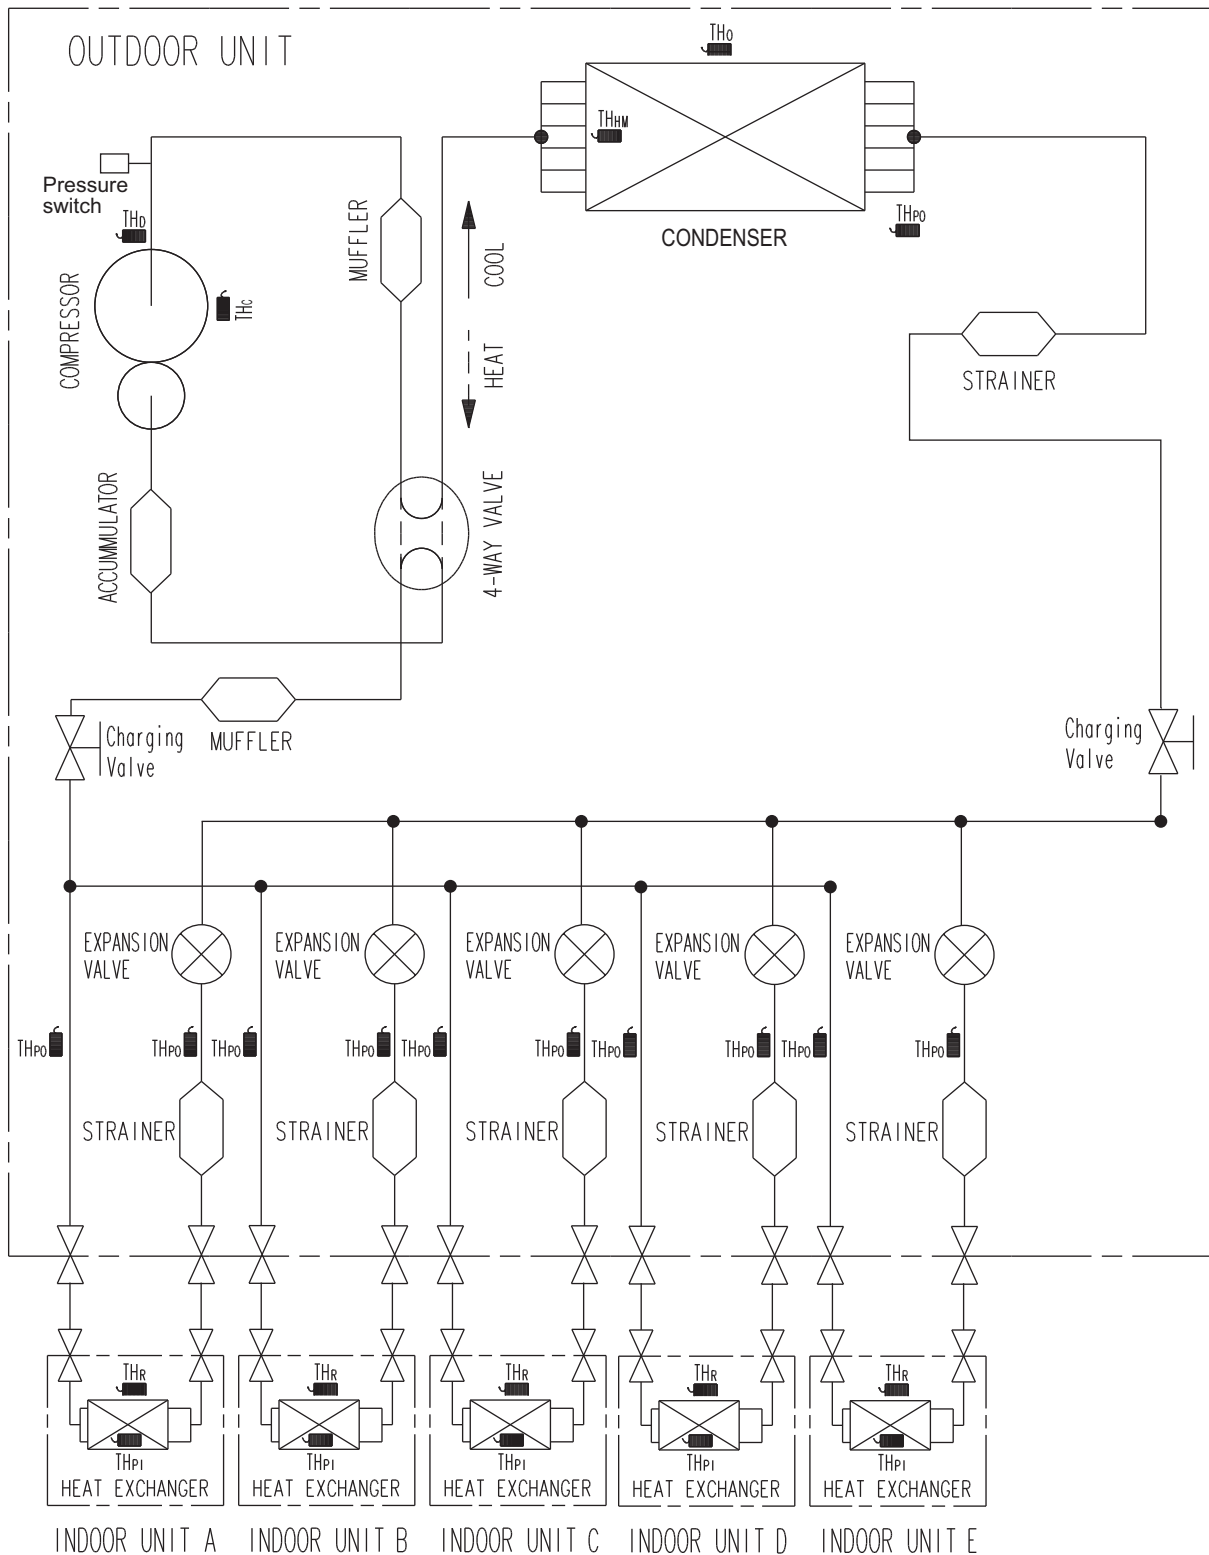 OUTDOOR UNIT
THO
THHM
Pressure
switch
THD
MUFFLER
COOL
THPO
CONDENSER
COMPRESSOR
THC
HEAT
STRAINER
ACCUMMULATOR
4-WAY VALVE
Charging
Valve
MUFFLER
Charging
Valve
EXPANSION
VALVE
EXPANSION
VALVE
EXPANSION
VALVE
EXPANSION
VALVE
EXPANSION
VALVE
THPO
THPO
THPO
THPO
THPO
THPO
THPO
THPO
THPO
STRAINER
STRAINER
STRAINER
STRAINER
STRAINER
THR
THR
THR
THR
THR
THPI
THPI
THPI
THPI
THPI
HEAT EXCHANGER
HEAT EXCHANGER
HEAT EXCHANGER
HEAT EXCHANGER
HEAT EXCHANGER
INDOOR UNIT A
INDOOR UNIT B
INDOOR UNIT C
INDOOR UNIT D
INDOOR UNIT E